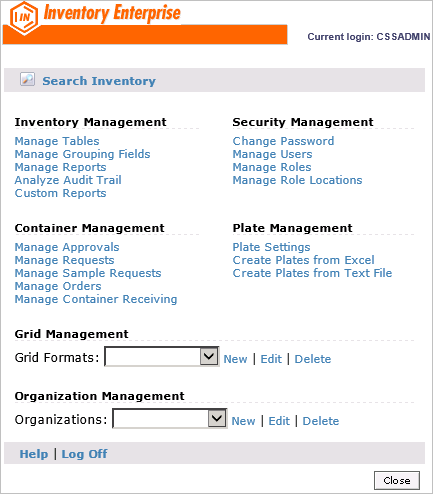 IN Inventory Enterprise
Current login: CSSADMIN
Search Inventory
Inventory Management
Manage Tables
Manage Grouping Fields
Manage Reports
Analyze Audit Trail
Custom Reports
Security Management
Change Password
Manage Users
Manage Roles
Manage Role Locations
Container Management
Manage Approvals
Manage Requests
Manage Sample Requests
Manage Orders
Manage Container Receiving
Plate Management
Plate Settings
Create Plates from Excel
Create Plates from Text File
Grid Management
Grid Formats: New | Edit | Delete
Organization Management
Organizations: New | Edit | Delete
Help | Log Off
Close